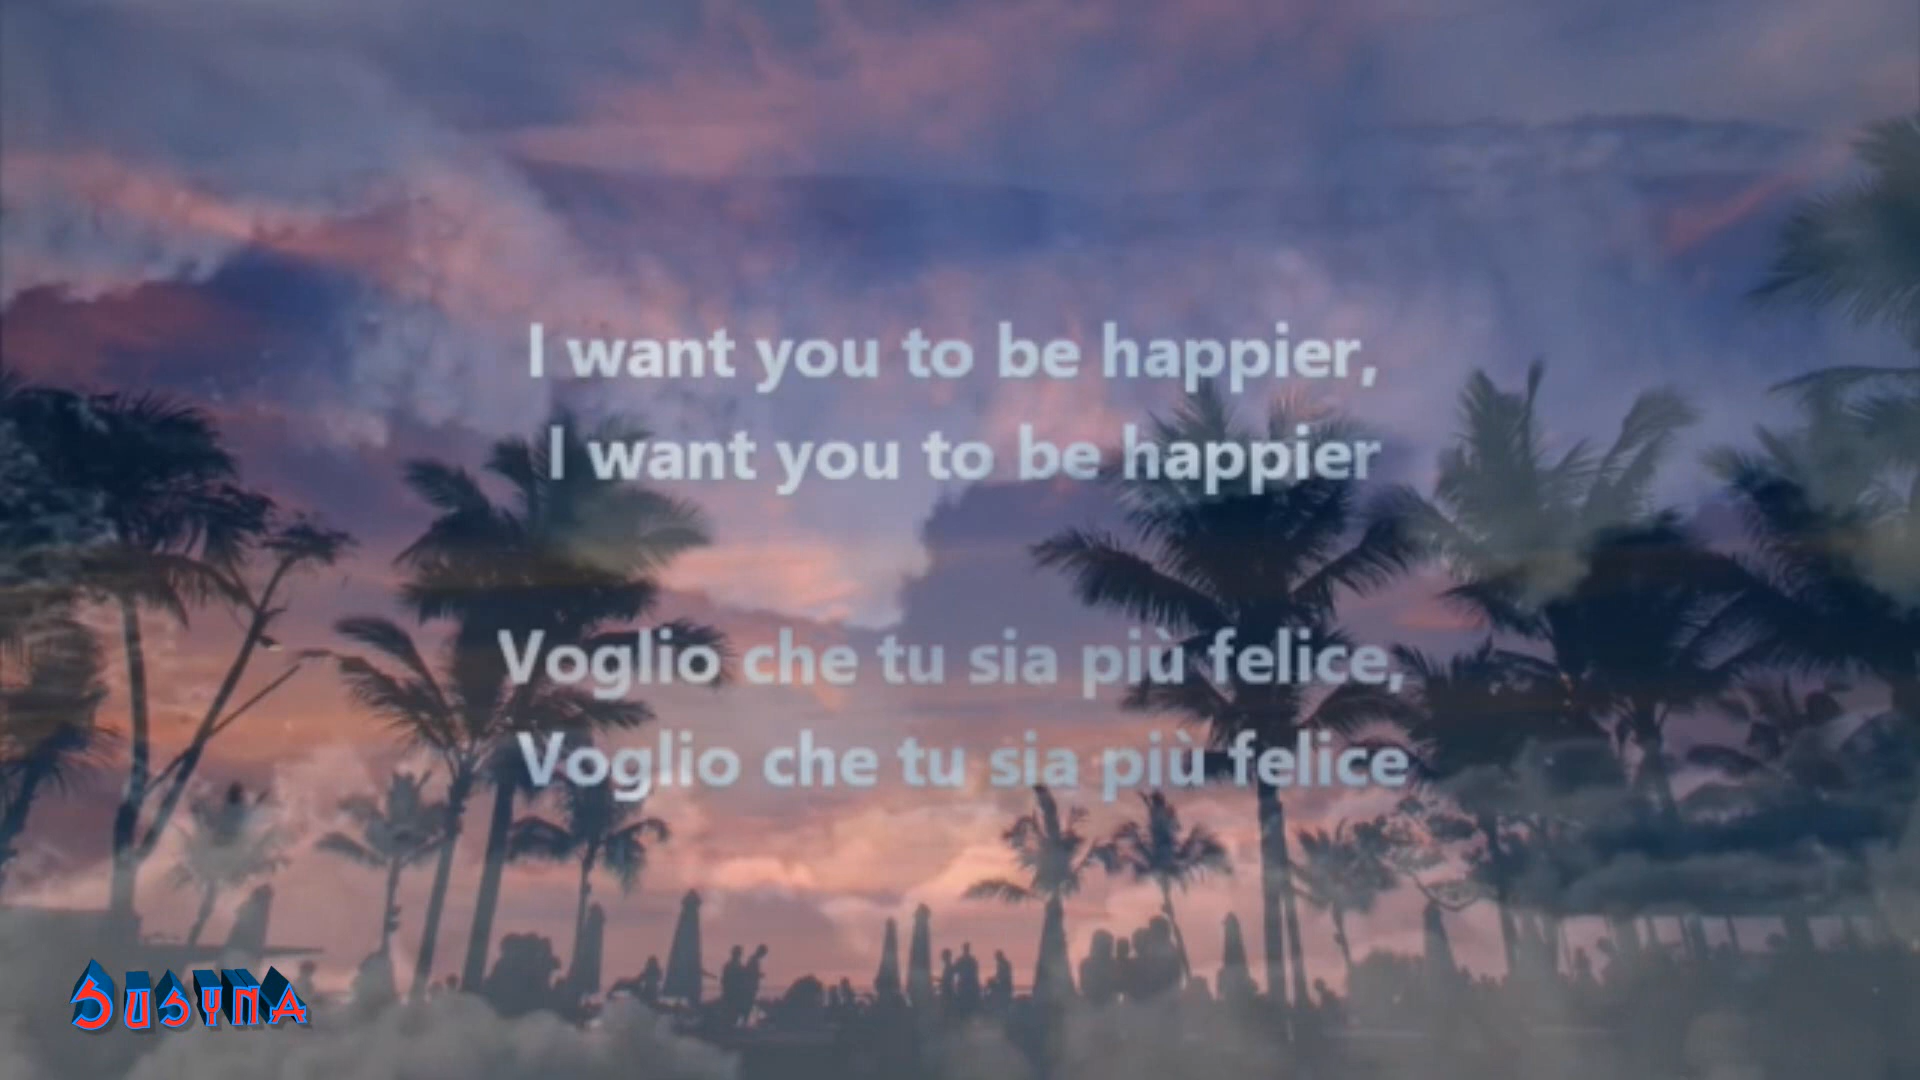 I want you to be happier,
I want you to be happier
Voglio che tu sia più felice,
Voglio che tu sia più felice
SUSYNA